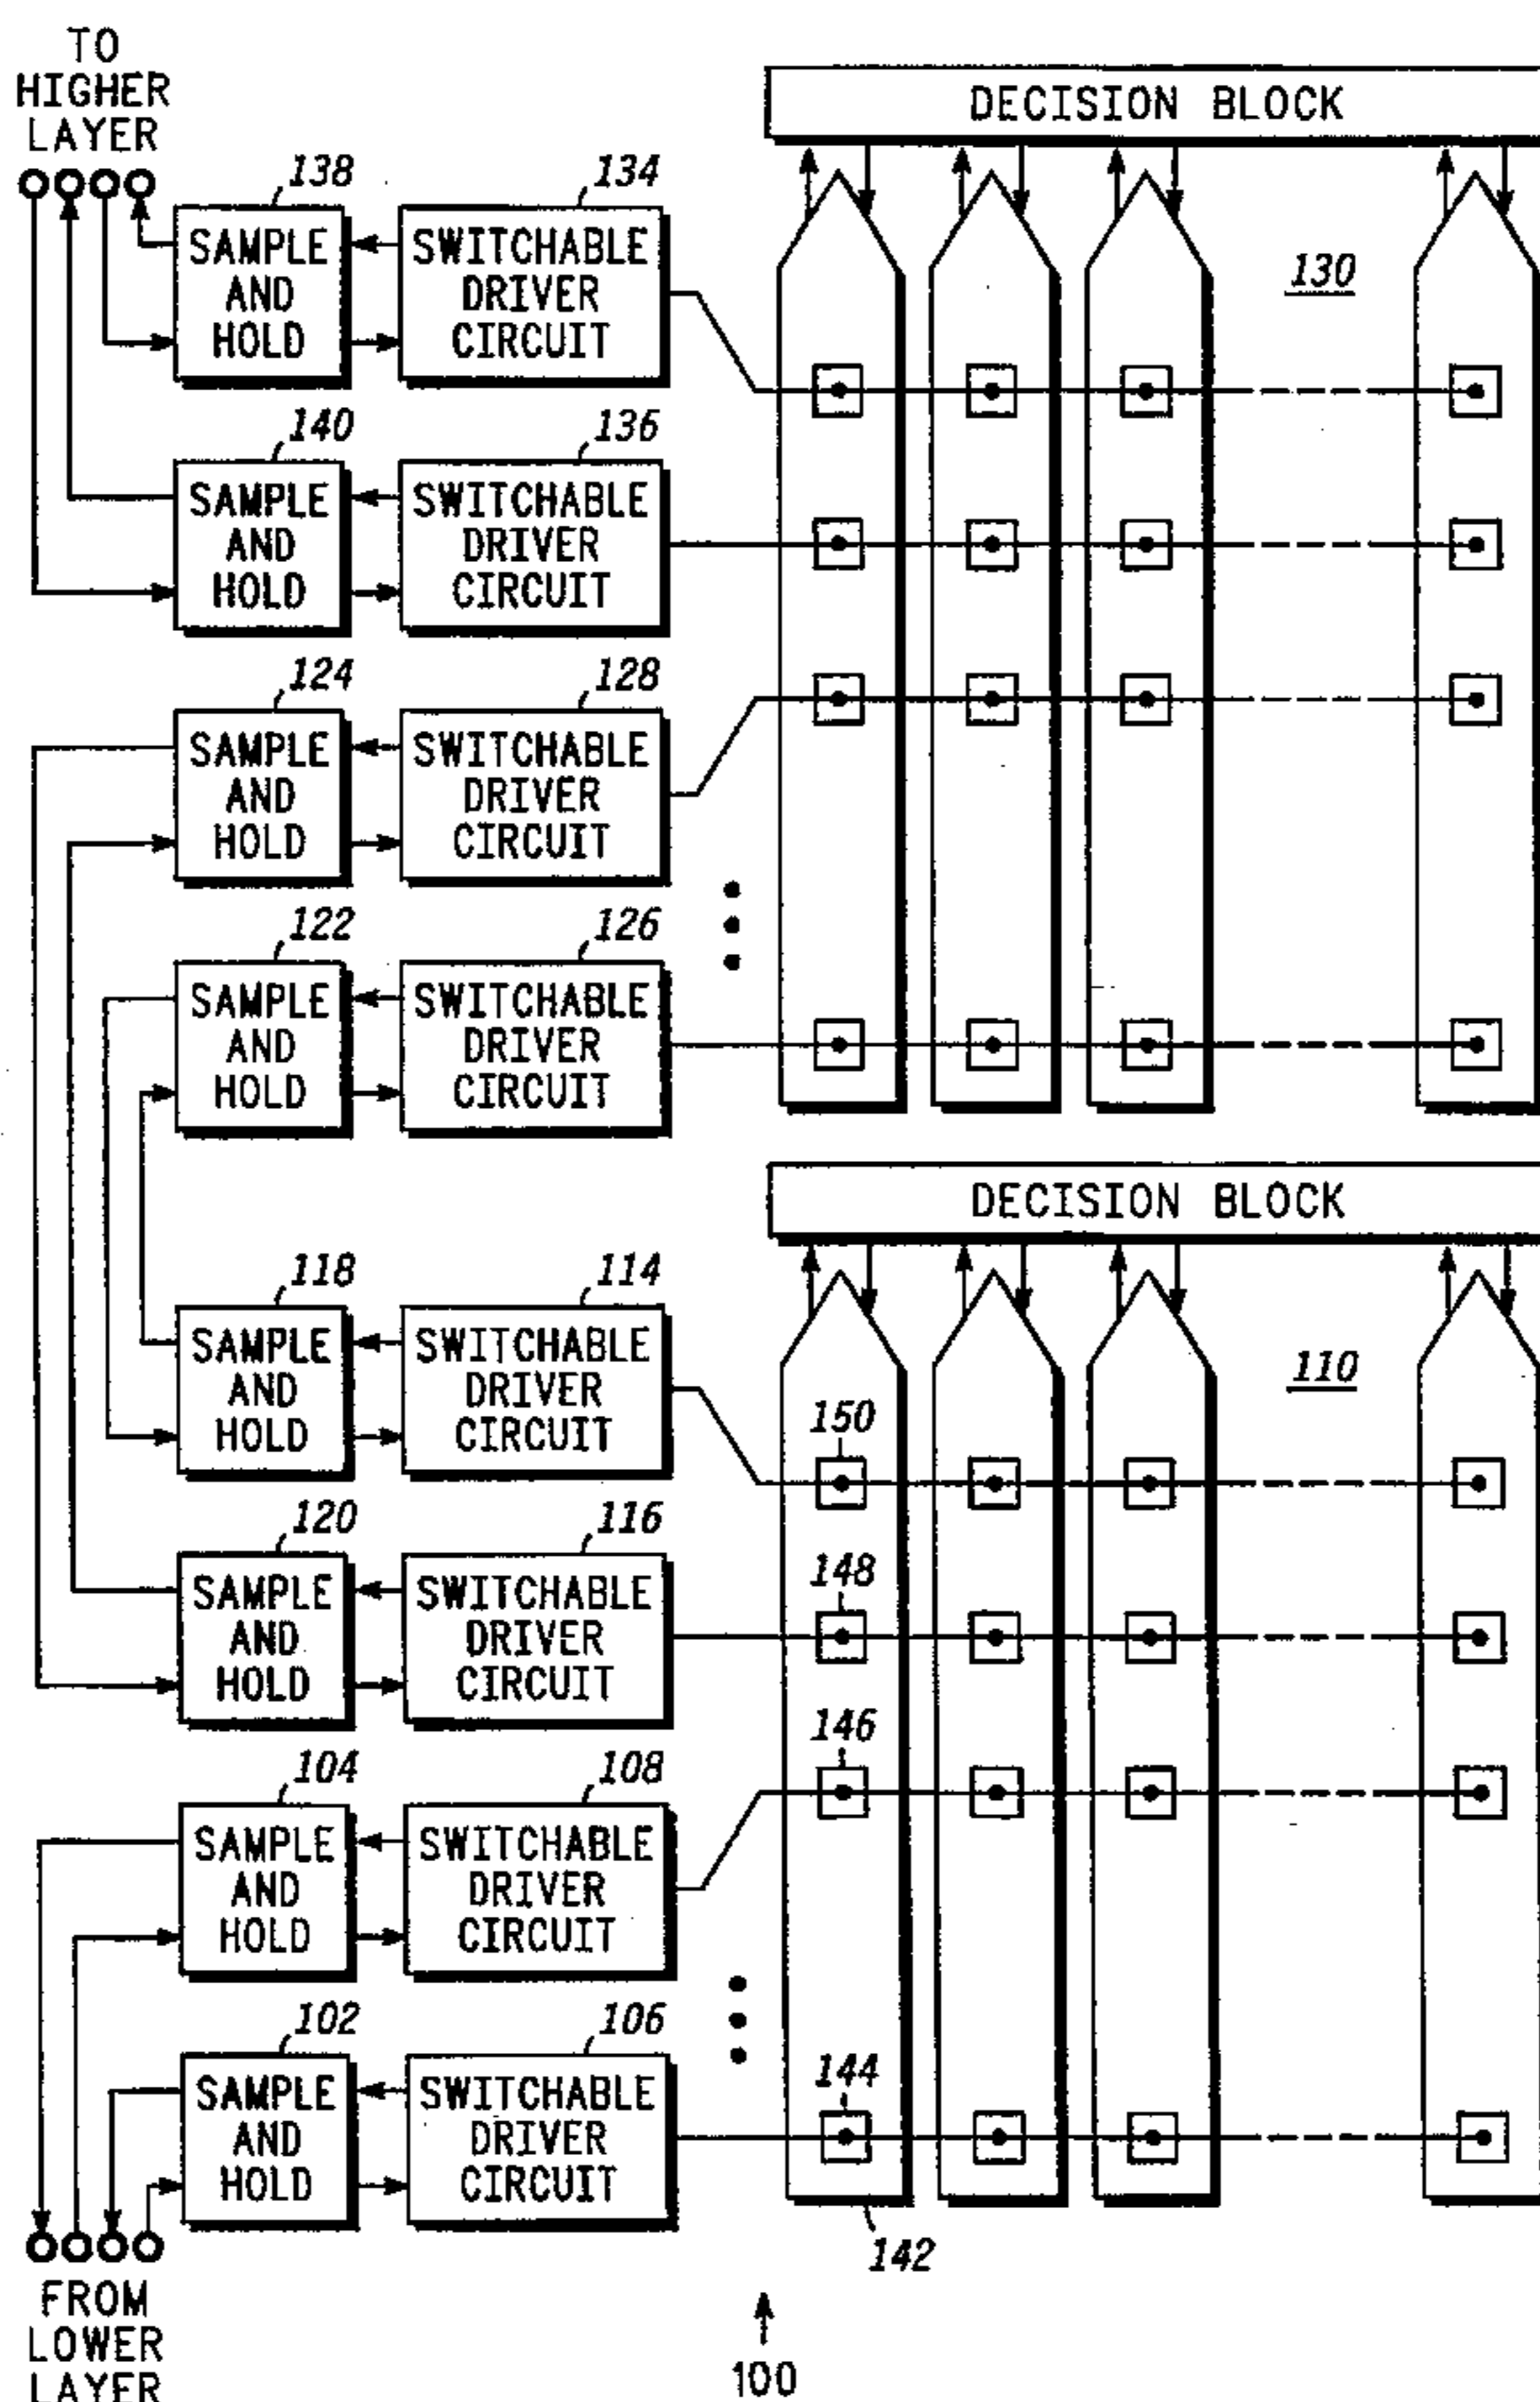 TO
HIGHER
LAYER
DECISION BLOCK
138
134
SAMPLE
AND
HOLD
SWITCHABLE
DRIVER
CIRCUIT
130
140
136
SAMPLE
AND
HOLD
SWITCHABLE
DRIVER
CIRCUIT
124
128
SAMPLE
AND
HOLD
SWITCHABLE
DRIVER
CIRCUIT
122
126
SAMPLE
AND
HOLD
SWITCHABLE
DRIVER
CIRCUIT
DECISION BLOCK
118
114
SAMPLE
AND
HOLD
SWITCHABLE
DRIVER
CIRCUIT
110
150
120
116
SAMPLE
AND
HOLD
SWITCHABLE
DRIVER
CIRCUIT
148
146
104
108
SAMPLE
AND
HOLD
SWITCHABLE
DRIVER
CIRCUIT
102
106
SAMPLE
AND
HOLD
SWITCHABLE
DRIVER
CIRCUIT
144
142
FROM
LOWER
LAYER
100